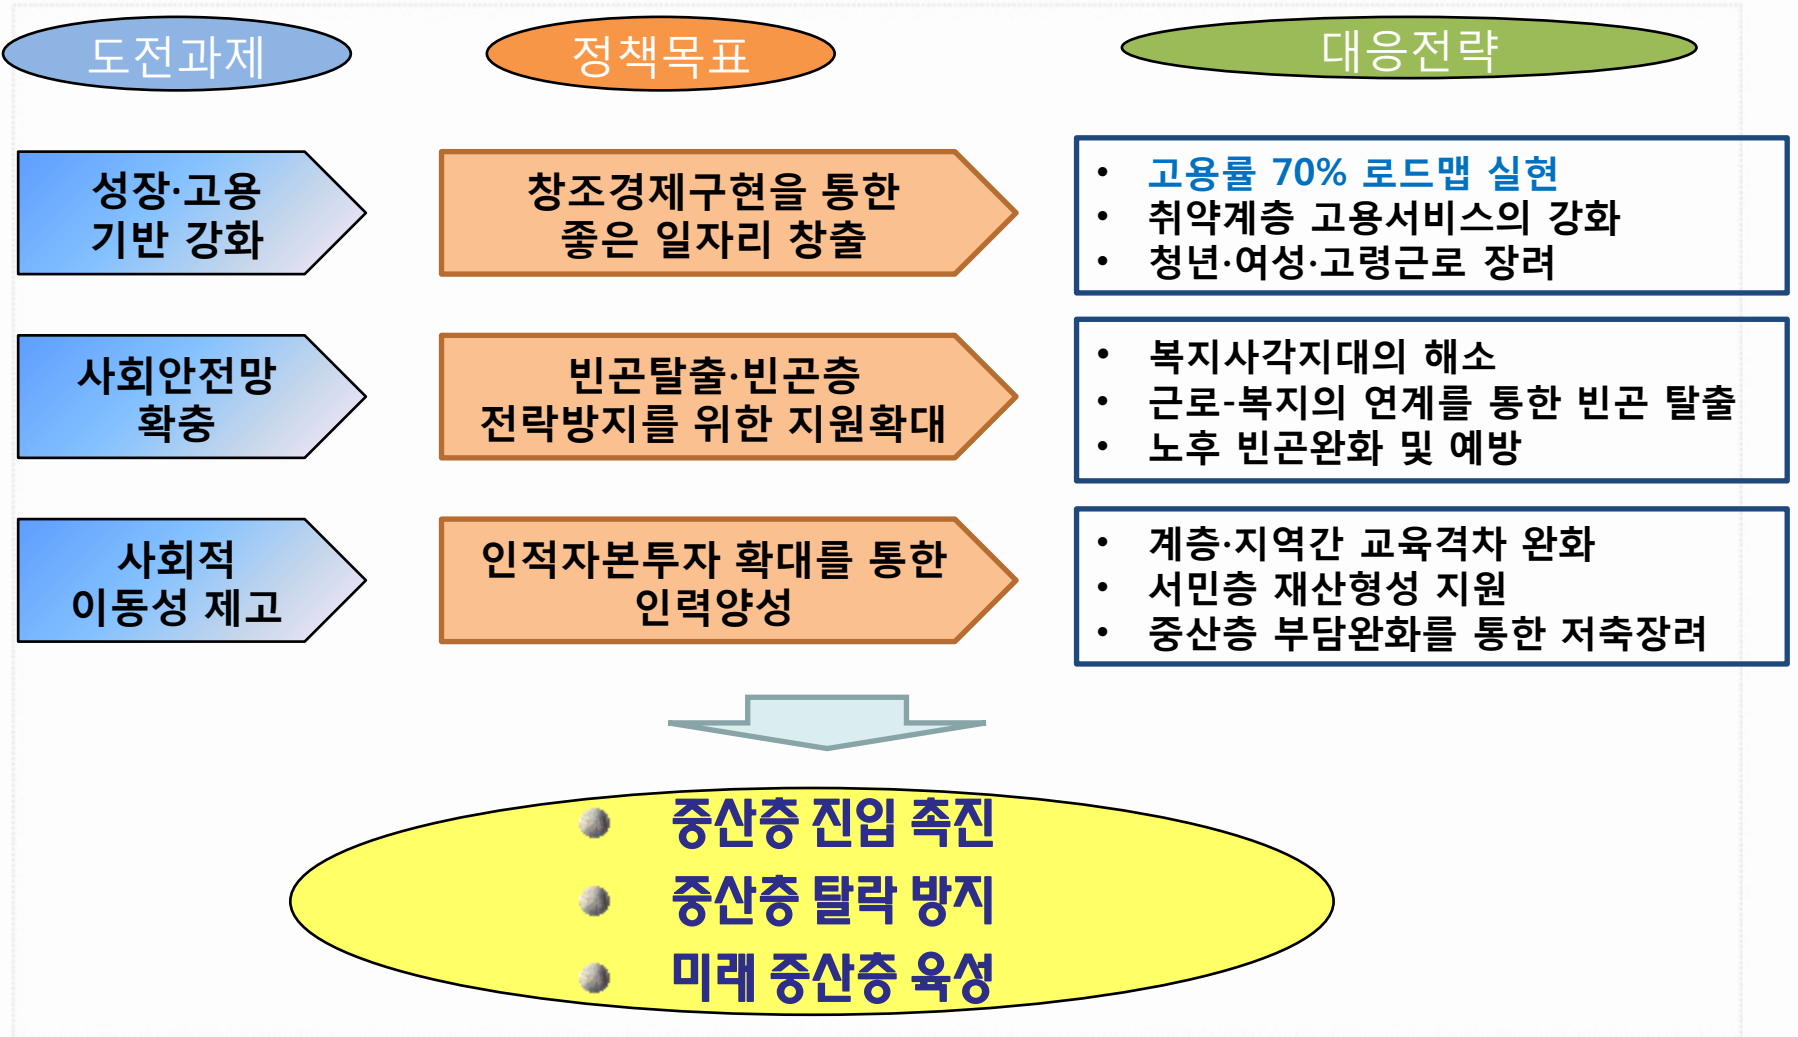 도전과제
정책목표
대응전략
성장·고용
기반 강화
창조경제구현을 통한
좋은 일자리 창출
• 고용률 70% 로드맵 실현
• 취약계층 고용서비스의 강화
• 청년·여성·고령근로 장려
사회안전망
확충
빈곤탈출·빈곤층
전락방지를 위한 지원확대
• 복지사각지대의 해소
• 근로-복지의 연계를 통한 빈곤 탈출
• 노후 빈곤완화 및 예방
사회적
이동성 제고
인적자본투자 확대를 통한
인력양성
• 계층·지역간 교육격차 완화
• 서민층 재산형성 지원
• 중산층 부담완화를 통한 저축장려
중산층 진입 촉진
중산층 탈락 방지
미래 중산층 육성